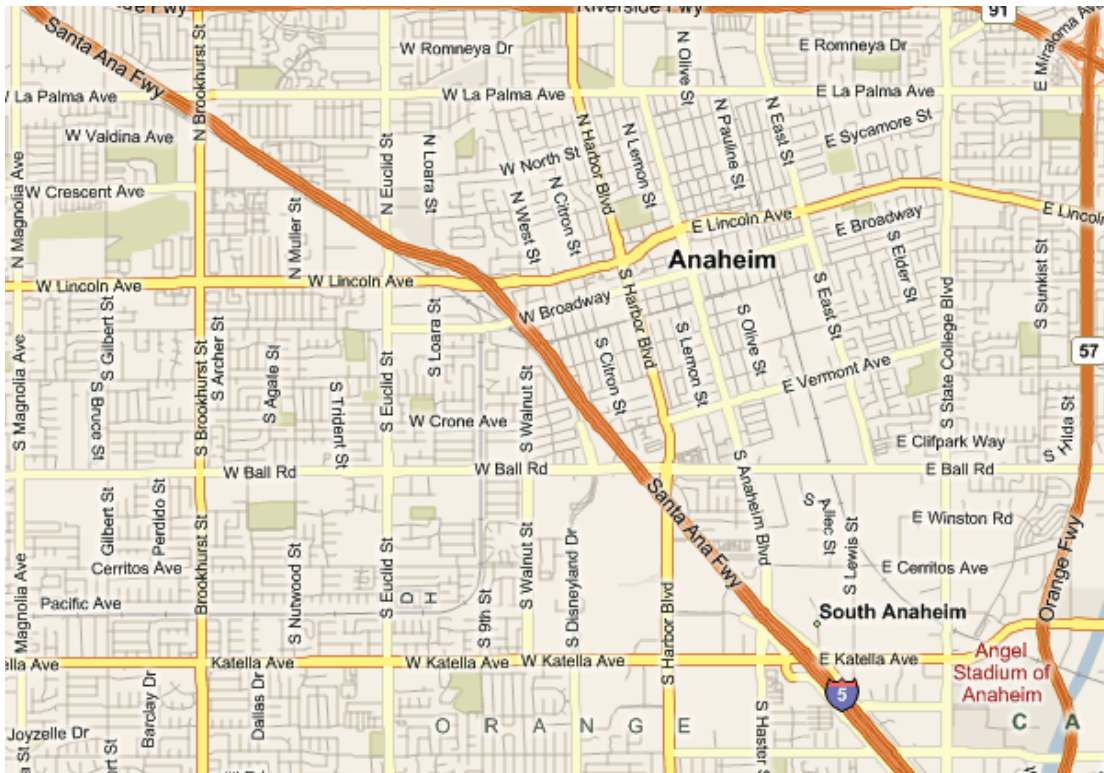 Riverside Fwy
91
Santa Ana Fwy
N Brookhurst St
W Romneya Dr
N Olive St
E Romneya Dr
E Miraloma Ave
W La Palma Ave
W La Palma Ave
E La Palma Ave
W Valdina Ave
N Euclid St
N Loara St
W North St
N Harbor Blvd
N Lemon St
N Pauline St
N East St
E Sycamore St
N Magnolia Ave
W Crescent Ave
N Muller St
N West St
N Citron St
E Lincoln Ave
E Broadway
E Lincoln
Anaheim
S Elder St
S Sunkist St
W Lincoln Ave
W Lincoln Ave
W Broadway
S Harbor Blvd
S East St
S State College Blvd
S Gilbert St
S Archer St
S Loara St
S Olive St
57
S Magnolia Ave
S Bruce St
S Brookhurst St
S Agate St
S Trident St
S Euclid St
W Crone Ave
S Walnut St
S Citron St
S Lemon St
E Vermont Ave
E Clifpark Way
S Hilda St
W Ball Rd
W Ball Rd
E Ball Rd
Santa Ana Fwy
S Anaheim Blvd
S Allec St
S Lewis St
E Winston Rd
Gilbert St
Perdido St
Brookhurst St
S Nutwood St
S Euclid St
S Walnut St
S Disneyland Dr
Cerritos Ave
E Cerritos Ave
Orange Fwy
Magnolia Ave
Pacific Ave
O H
S 9th St
S Harbor Blvd
South Anaheim
ella Ave
Katella Ave
W Katella Ave
W Katella Ave
E Katella Ave
Angel
Stadium of
Anaheim
5
Barclay Dr
Dallas Dr
S Haster St
Joyzelle Dr
O R A N G E
C A